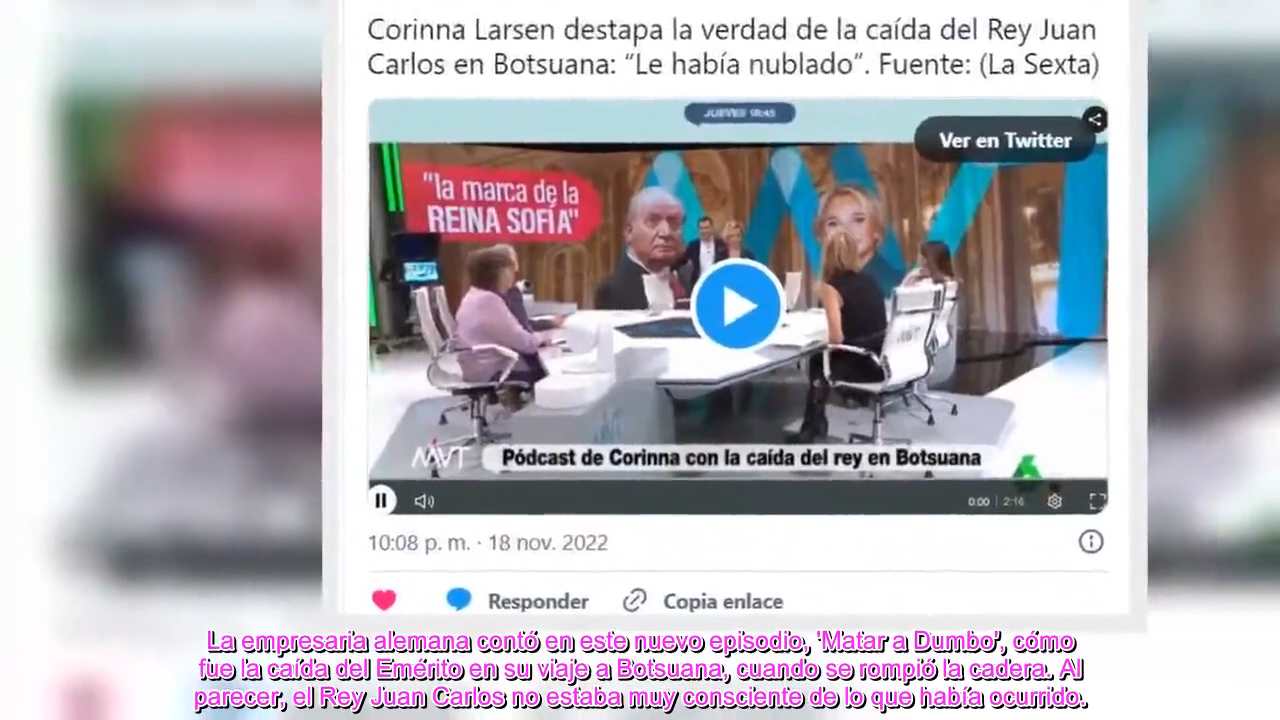 Corinna Larsen destapa la verdad de la caída del Rey Juan
Carlos en Botsuana: “Le había nublado”. Fuente: (La Sexta)
JUEVES 18:45
Ver en Twitter
"la marca de la
REINA SOFÍA"
MVT
MVT
Pódcast de Corinna con la caída del rey en Botsuana
0:00 | 2:16
10:08 p. m. · 18 nov. 2022
Responder
Copia enlace
La empresaria alemana contó en este nuevo episodio, 'Matar a Dumbo', cómo
fue la caída del Emérito en su viaje a Botsuana, cuando se rompió la cadera. Al
parecer, el Rey Juan Carlos no estaba muy consciente de lo que había ocurrido.